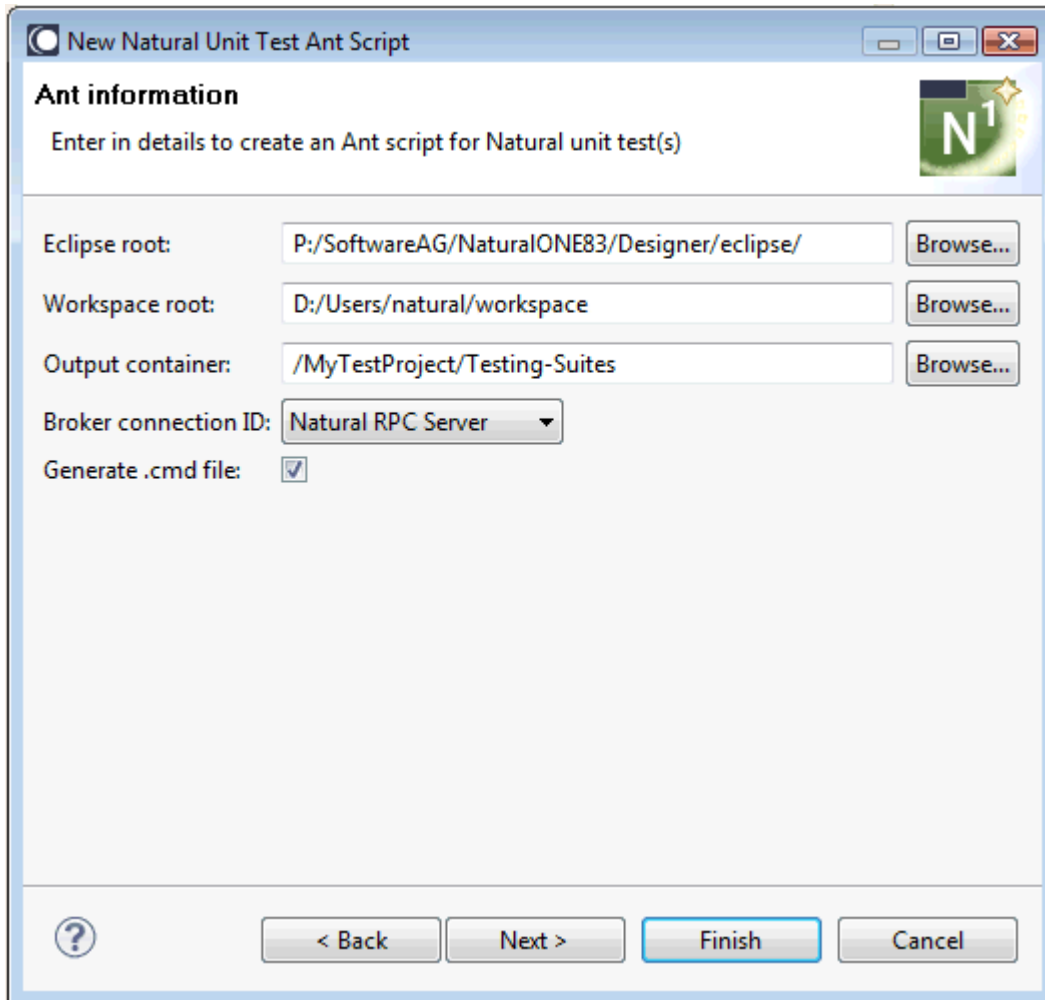 New Natural Unit Test Ant Script
Ant information
Enter in details to create an Ant script for Natural unit test(s)
N1
Eclipse root: P:/SoftwareAG/NaturalONE83/Designer/eclipse/ Browse...
Workspace root: D:/Users/natural/workspace Browse...
Output container: /MyTestProject/Testing-Suites Browse...
Broker connection ID: Natural RPC Server
Generate .cmd file:
? < Back Next > Finish Cancel